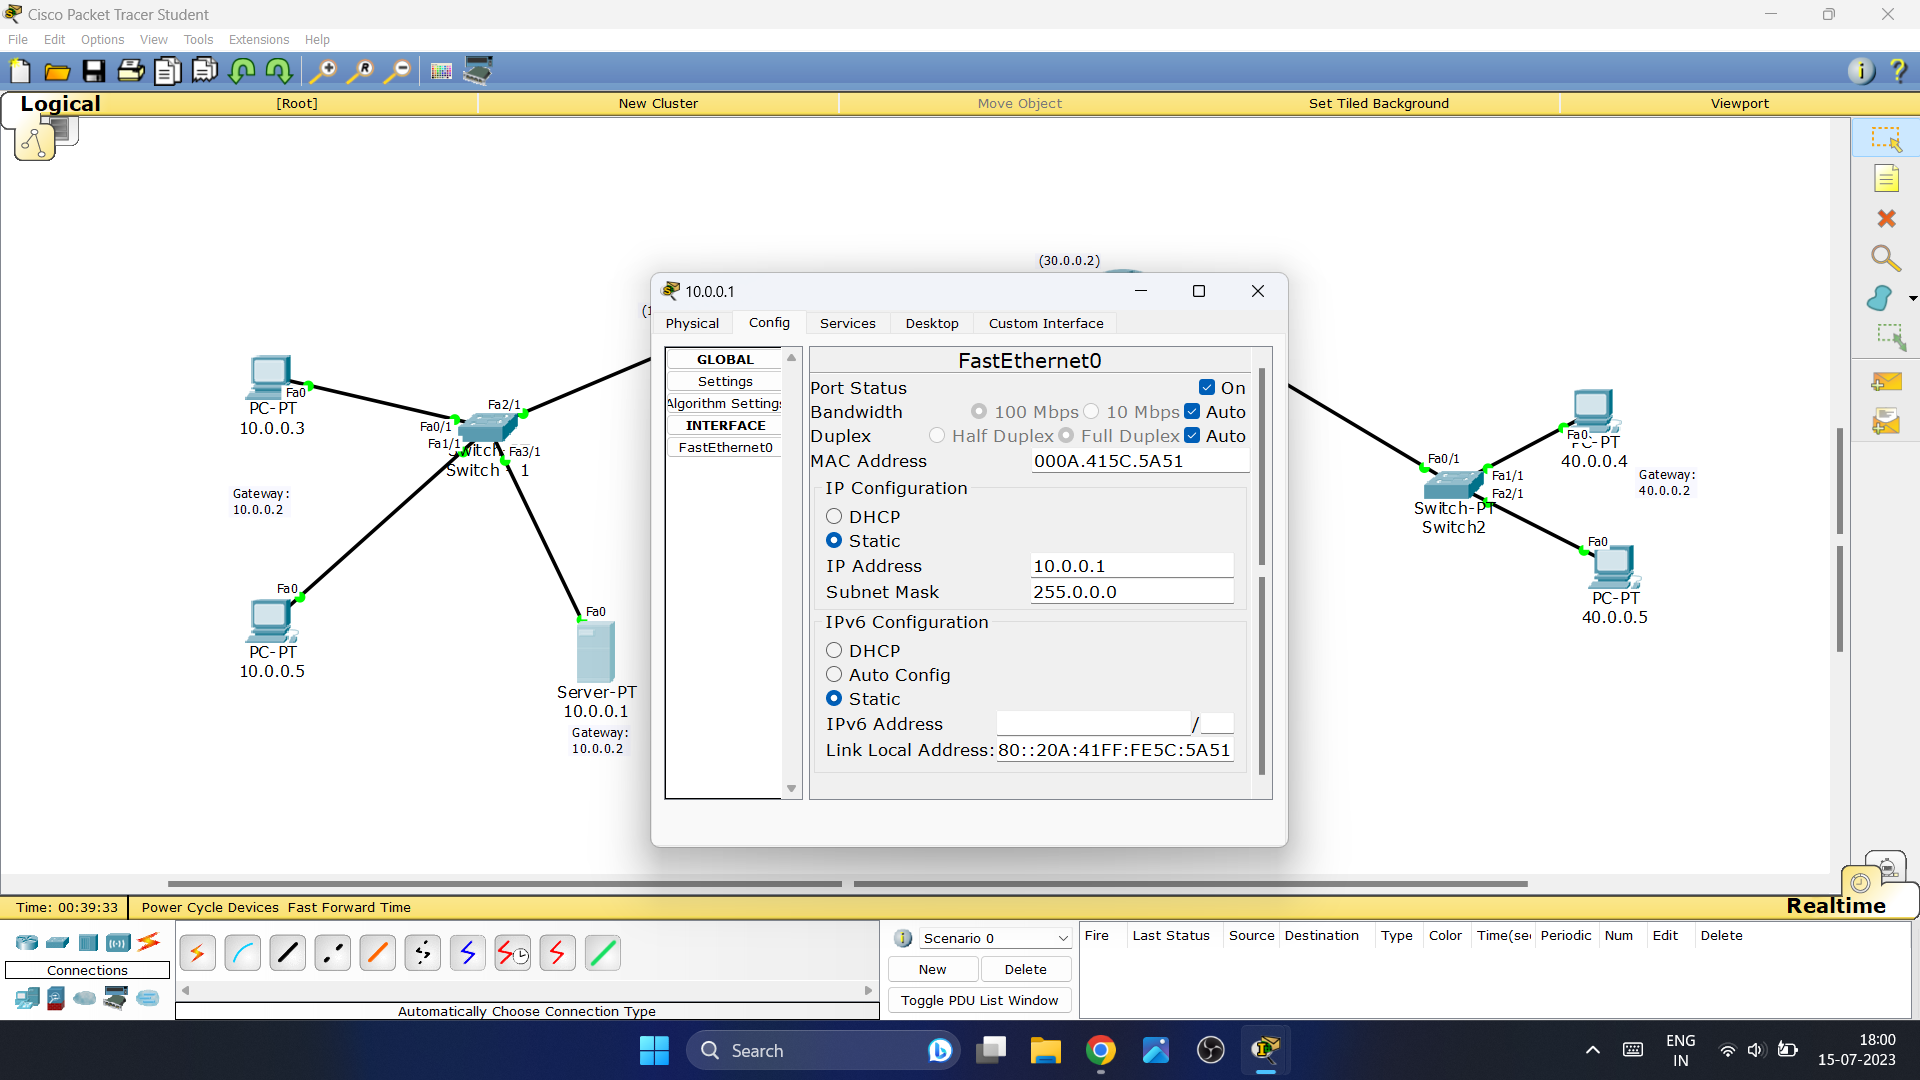 Cisco Packet Tracer Student
File Edit Options View Tools Extensions Help
Logical [Root] New Cluster Move Object Set Tiled Background Viewport
(30.0.0.2)
(1
10.0.0.1
Physical Config Services Desktop Custom Interface
GLOBAL
Settings
Algorithm Settings
INTERFACE
FastEthernet0
FastEthernet0
Port Status On
Bandwidth 100 Mbps 10 Mbps Auto
Duplex Half Duplex Full Duplex Auto
MAC Address 000A.415C.5A51
IP Configuration
DHCP
Static
IP Address 10.0.0.1
Subnet Mask 255.0.0.0
IPv6 Configuration
DHCP
Auto Config
Static
IPv6 Address /
Link Local Address: 80::20A:41FF:FE5C:5A51
Fa0
PC-PT
10.0.0.3
Fa2/1
Fa0/1
Fa1/1
Fa3/1
Switch
Switch - 1
Gateway:
10.0.0.2
Fa0
PC-PT
10.0.0.5
Fa0
Server-PT
10.0.0.1
Gateway:
10.0.0.2
Fa0/1
Fa1/1
Fa2/1
Switch-PT
Switch2
Fa0
PC-PT
40.0.0.4
Gateway:
40.0.0.2
Fa0
PC-PT
40.0.0.5
Time: 00:39:33 Power Cycle Devices Fast Forward Time Realtime
Connections
Automatically Choose Connection Type
Scenario 0
New Delete
Toggle PDU List Window
Fire Last Status Source Destination Type Color Time(sec Periodic Num Edit Delete
Search
ENG
IN
18:00
15-07-2023